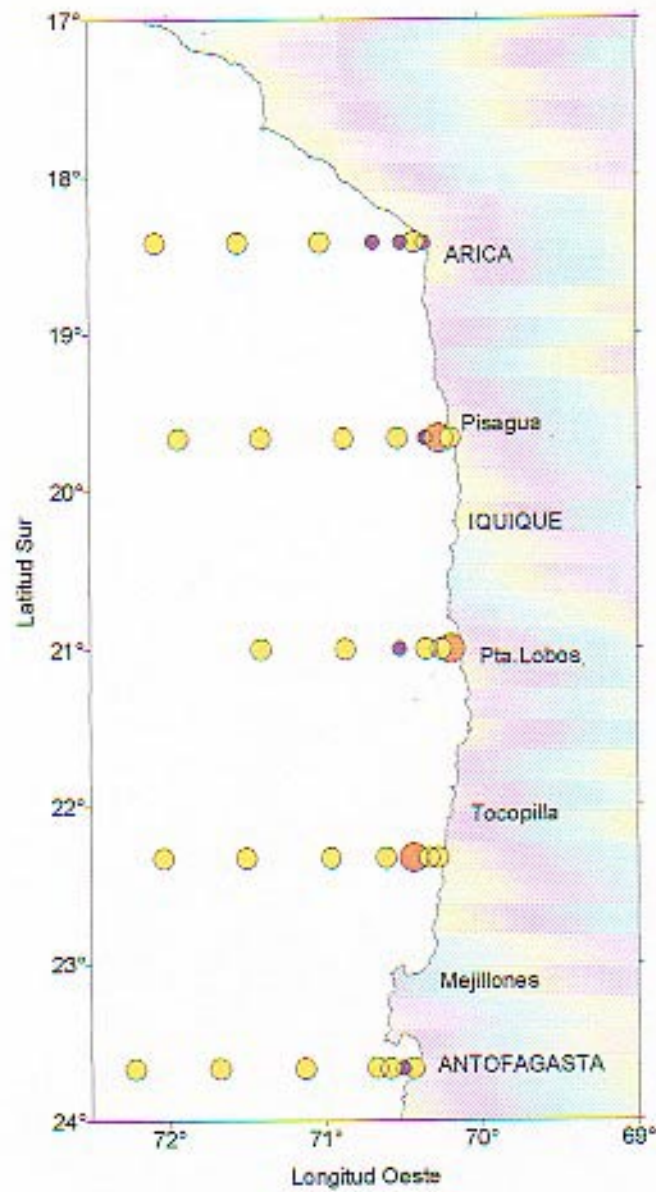 17°
18°
ARICA
19°
Pisagua
20°
IQUIQUE
Latitud Sur
21°
Pta.Lobos
22°
Tocopilla
23°
Mejillones
ANTOFAGASTA
24°
72°
71°
70°
69°
Longitud Oeste